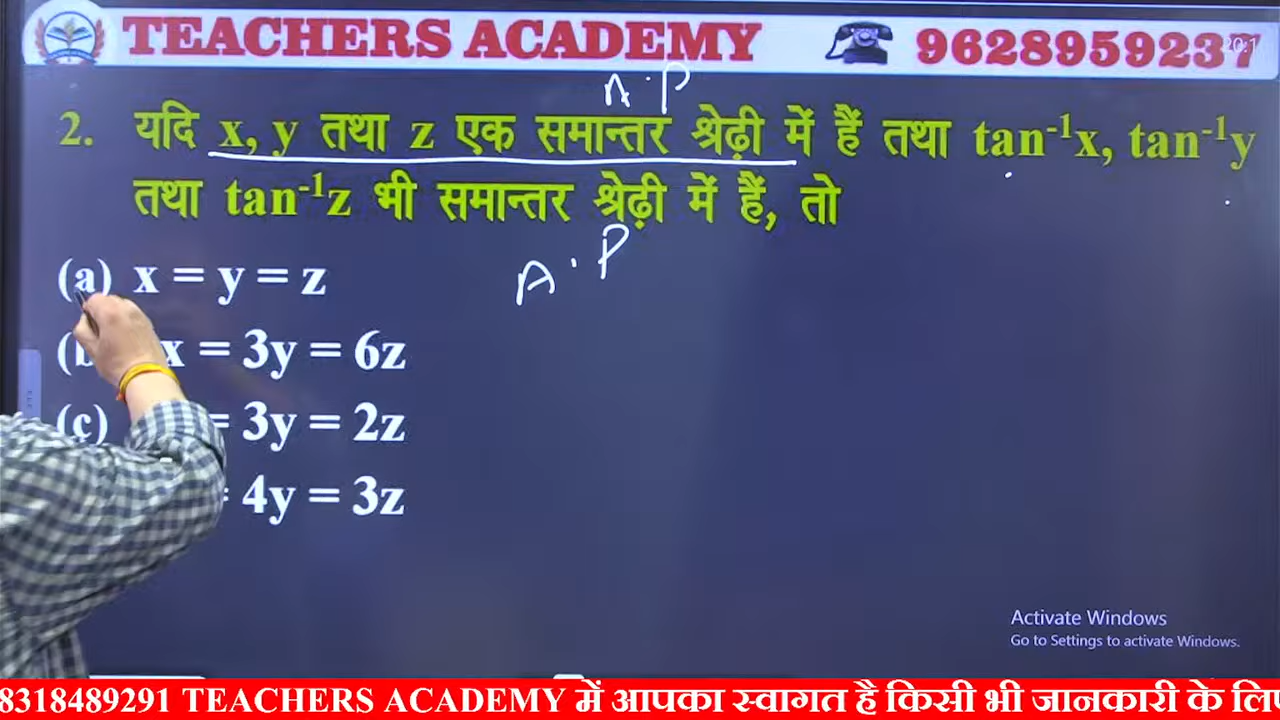 TEACHERS ACADEMY 9628959237
20:1
A.P
2. यदि x, y तथा z एक समान्तर श्रेढ़ी में हैं तथा tan⁻¹x, tan⁻¹y
तथा tan⁻¹z भी समान्तर श्रेढ़ी में हैं, तो
A.P
(a) x = y = z
x = 3y = 6z
(c) = 3y = 2z
= 4y = 3z
Activate Windows
Go to Settings to activate Windows.
8318489291 TEACHERS ACADEMY में आपका स्वागत है किसी भी जानकारी के